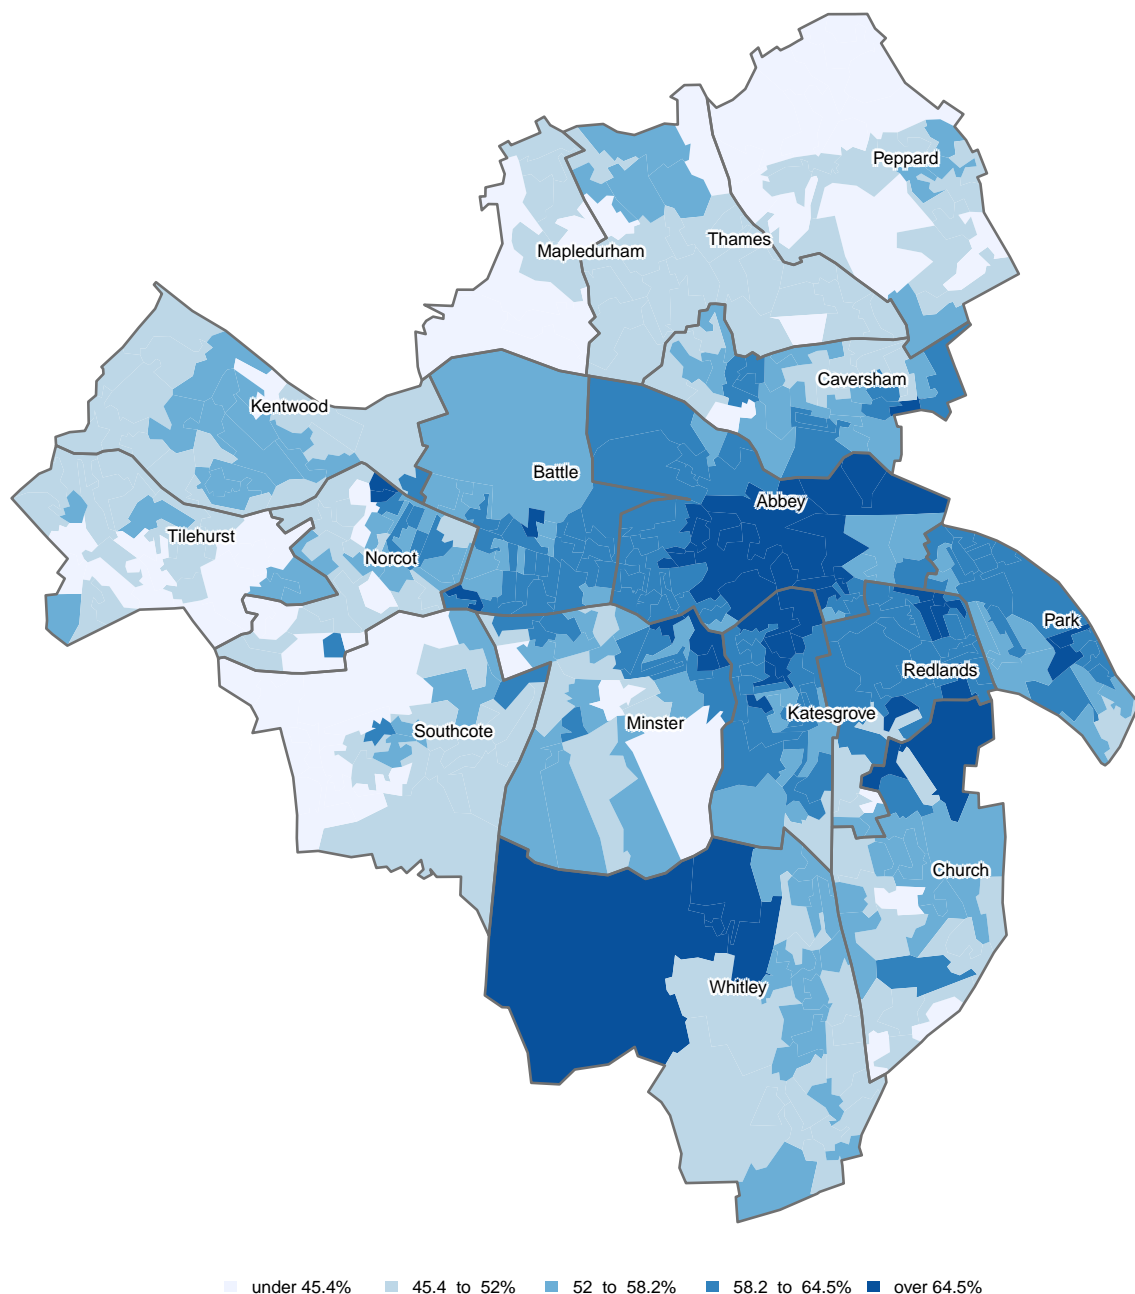 Peppard
Thames
Mapledurham
Caversham
Kentwood
Battle
Abbey
Tilehurst
Norcot
Park
Redlands
Katesgrove
Minster
Southcote
Church
Whitley
under 45.4% 45.4 to 52% 52 to 58.2% 58.2 to 64.5% over 64.5%